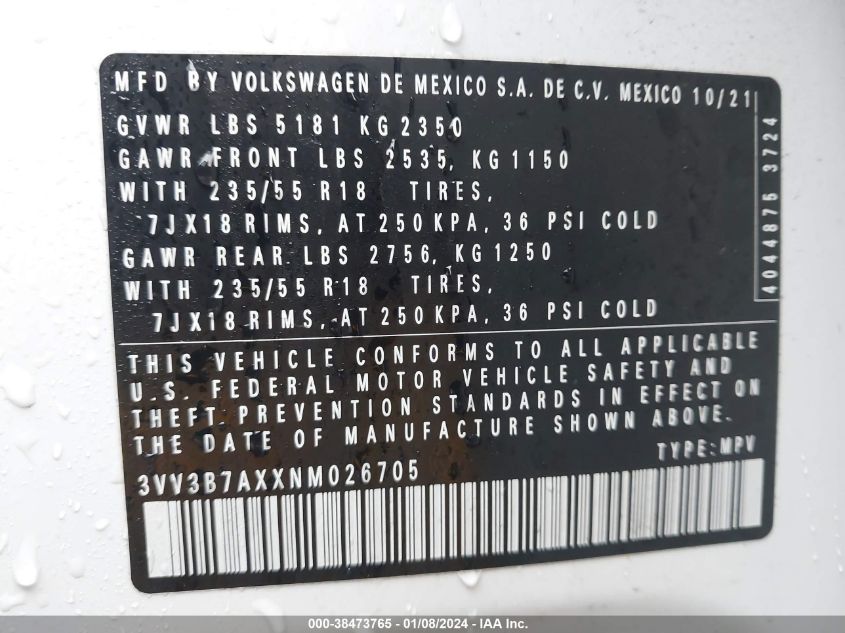 MFD BY VOLKSWAGEN DE MEXICO S.A. DE C.V. MEXICO 10/21
GVWR LBS 5181 KG 2350
GAWR FRONT LBS 2535, KG 1150
WITH 235/55 R18 TIRES,
7JX18 RIMS, AT 250 KPA, 36 PSI COLD
GAWR REAR LBS 2756, KG 1250
WITH 235/55 R18 TIRES,
7JX18 RIMS, AT 250 KPA, 36 PSI COLD
4044875 3724
THIS VEHICLE CONFORMS TO ALL APPLICABLE
U.S. FEDERAL MOTOR VEHICLE SAFETY AND
THEFT PREVENTION STANDARDS IN EFFECT ON
THE DATE OF MANUFACTURE SHOWN ABOVE.
TYPE: MPV
3VV3B7AXXNM026705
000-38473765 - 01/08/2024 - IAA Inc.